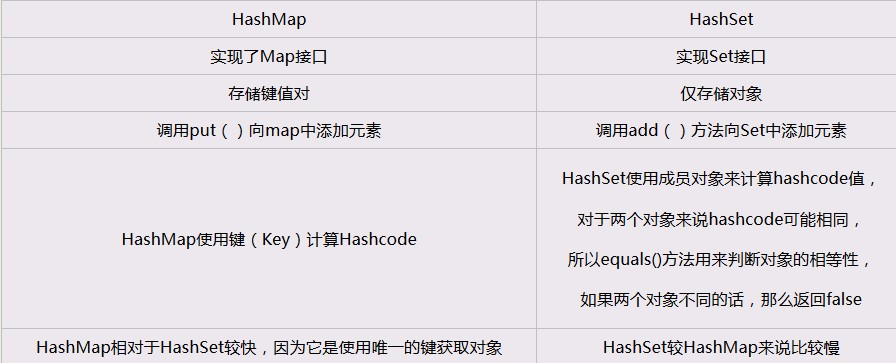 HashMap HashSet
实现了Map接口 实现Set接口
存储键值对 仅存储对象
调用put（）向map中添加元素 调用add（）方法向Set中添加元素
HashMap使用键（Key）计算Hashcode
HashSet使用成员对象来计算hashcode值，
对于两个对象来说hashcode可能相同，
所以equals()方法用来判断对象的相等性，
如果两个对象不同的话，那么返回false
HashMap相对于HashSet较快，因为它是使用唯一的键获取对象 HashSet较HashMap来说比较慢